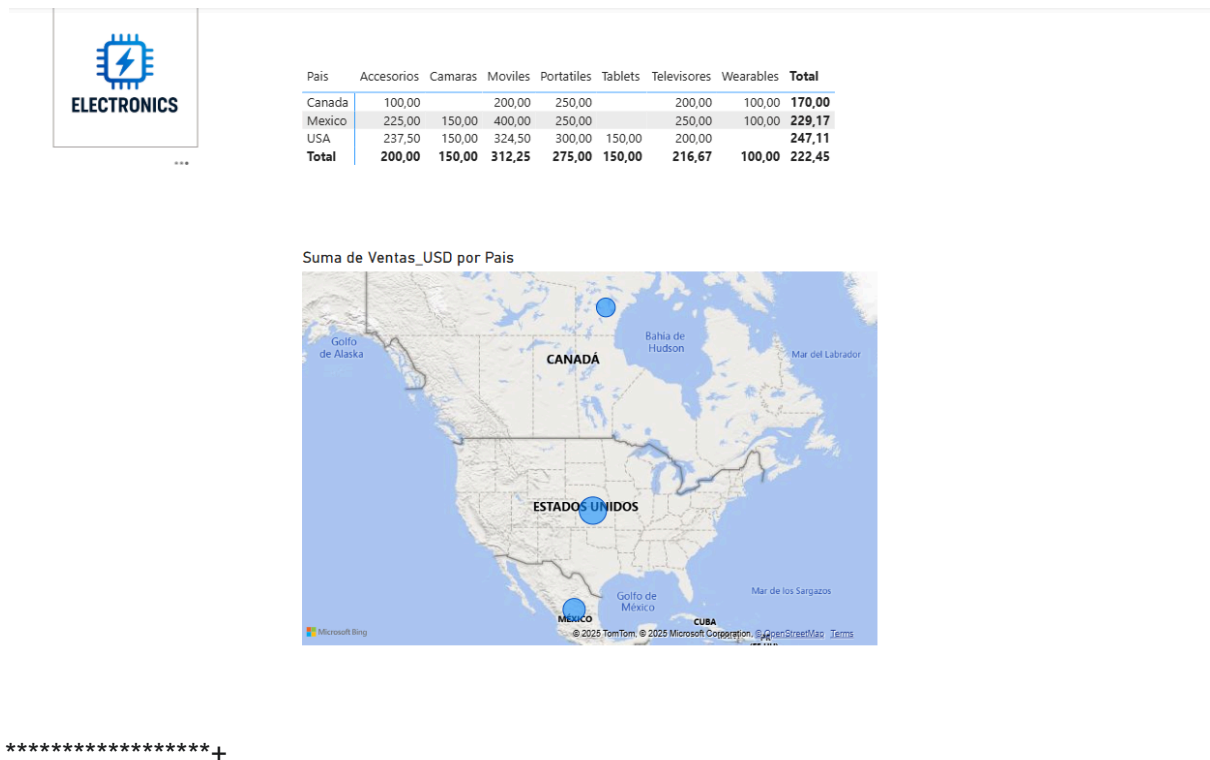 ELECTRONICS
Pais Accesorios Camaras Moviles Portatiles Tablets Televisores Wearables Total
Canada 100,00 200,00 250,00 200,00 100,00 170,00
Mexico 225,00 150,00 400,00 250,00 250,00 100,00 229,17
USA 237,50 150,00 324,50 300,00 150,00 200,00 247,11
Total 200,00 150,00 312,25 275,00 150,00 216,67 100,00 222,45
Suma de Ventas_USD por Pais
Bahía de
Hudson
Golfo
de Alaska
CANADÁ
Mar del Labrador
ESTADOS UNIDOS
Golfo de
México
Mar de los Sargazos
MÉXICO
CUBA
Microsoft Bing
© 2025 TomTom, © 2025 Microsoft Corporation, © OpenStreetMap Terms
******************+